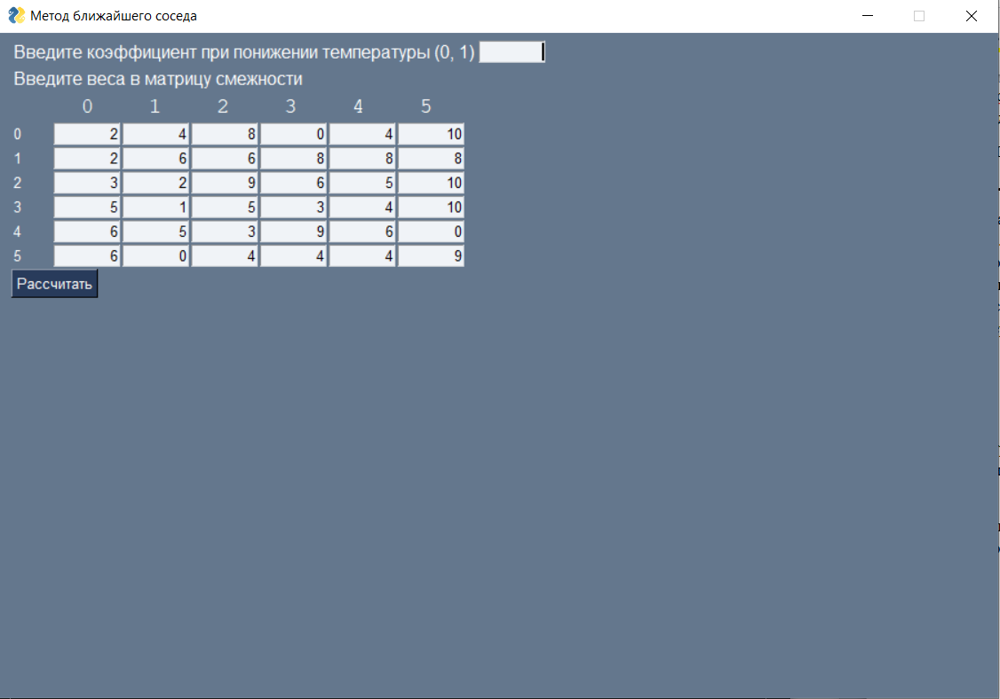 Метод ближайшего соседа
Введите коэффициент при понижении температуры (0, 1)
Введите веса в матрицу смежности
0 1 2 3 4 5
0 2 4 8 0 4 10
1 2 6 6 8 8 8
2 3 2 9 6 5 10
3 5 1 5 3 4 10
4 6 5 3 9 6 0
5 6 0 4 4 4 9
Рассчитать